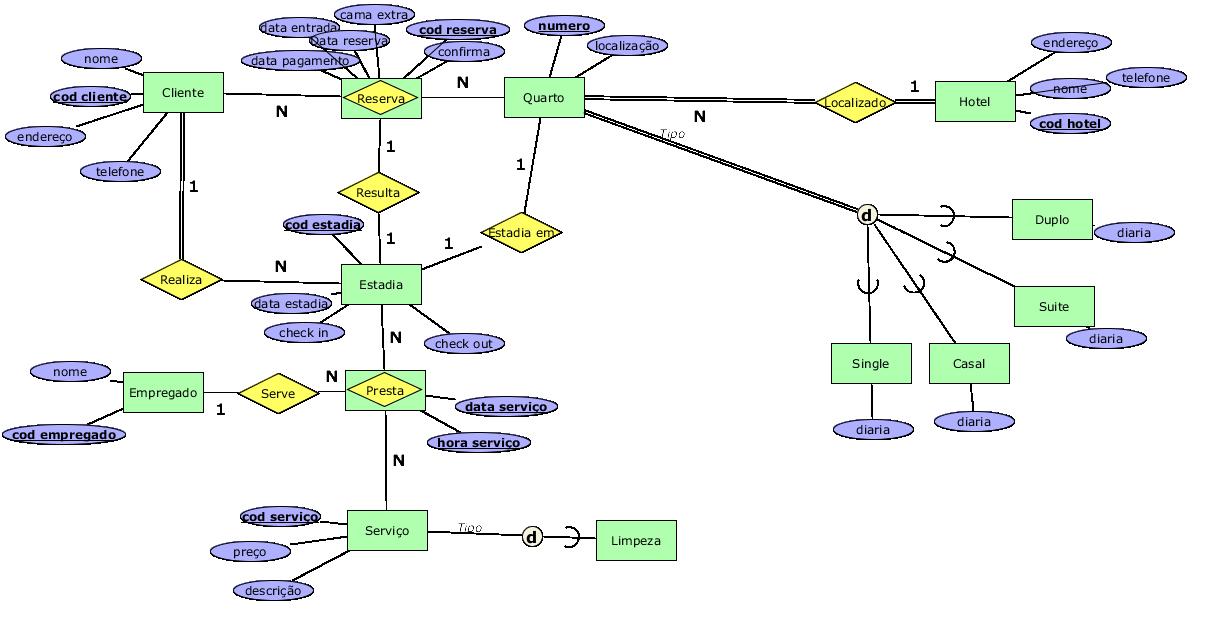 cama extra
data entrada
cod reserva
numero
Data reserva
localização
endereço
confirma
nome
data pagamento
telefone
nome
Cliente
Reserva
N
Quarto
1
cod cliente
Localizado
Hotel
N
N
cod hotel
endereço
Tipo
1
1
telefone
1
Resulta
d
Duplo
cod estadia
Estadia em
diaria
1
1
N
Realiza
Estadia
data estadia
Suite
check in
N
check out
diaria
nome
Single
Casal
N
Empregado
Serve
Presta
1
data serviço
cod empregado
hora serviço
diaria
diaria
N
cod serviço
Serviço
Tipo
d
Limpeza
preço
descrição